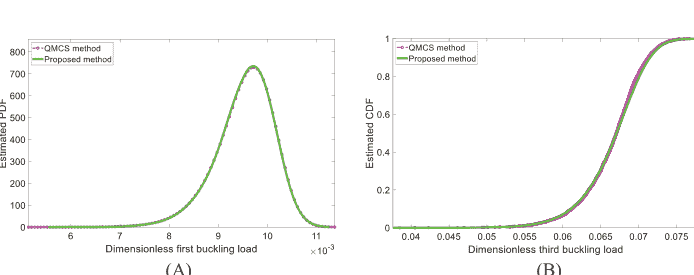 QMCS method
Proposed method
Estimated PDF
800
700
600
500
400
300
200
100
0
6 7 8 9 10 11
×10⁻³
Dimensionless first buckling load
(A)
QMCS method
Proposed method
Estimated CDF
1
0.8
0.6
0.4
0.2
0
0.04 0.045 0.05 0.055 0.06 0.065 0.07 0.075
Dimensionless third buckling load
(B)